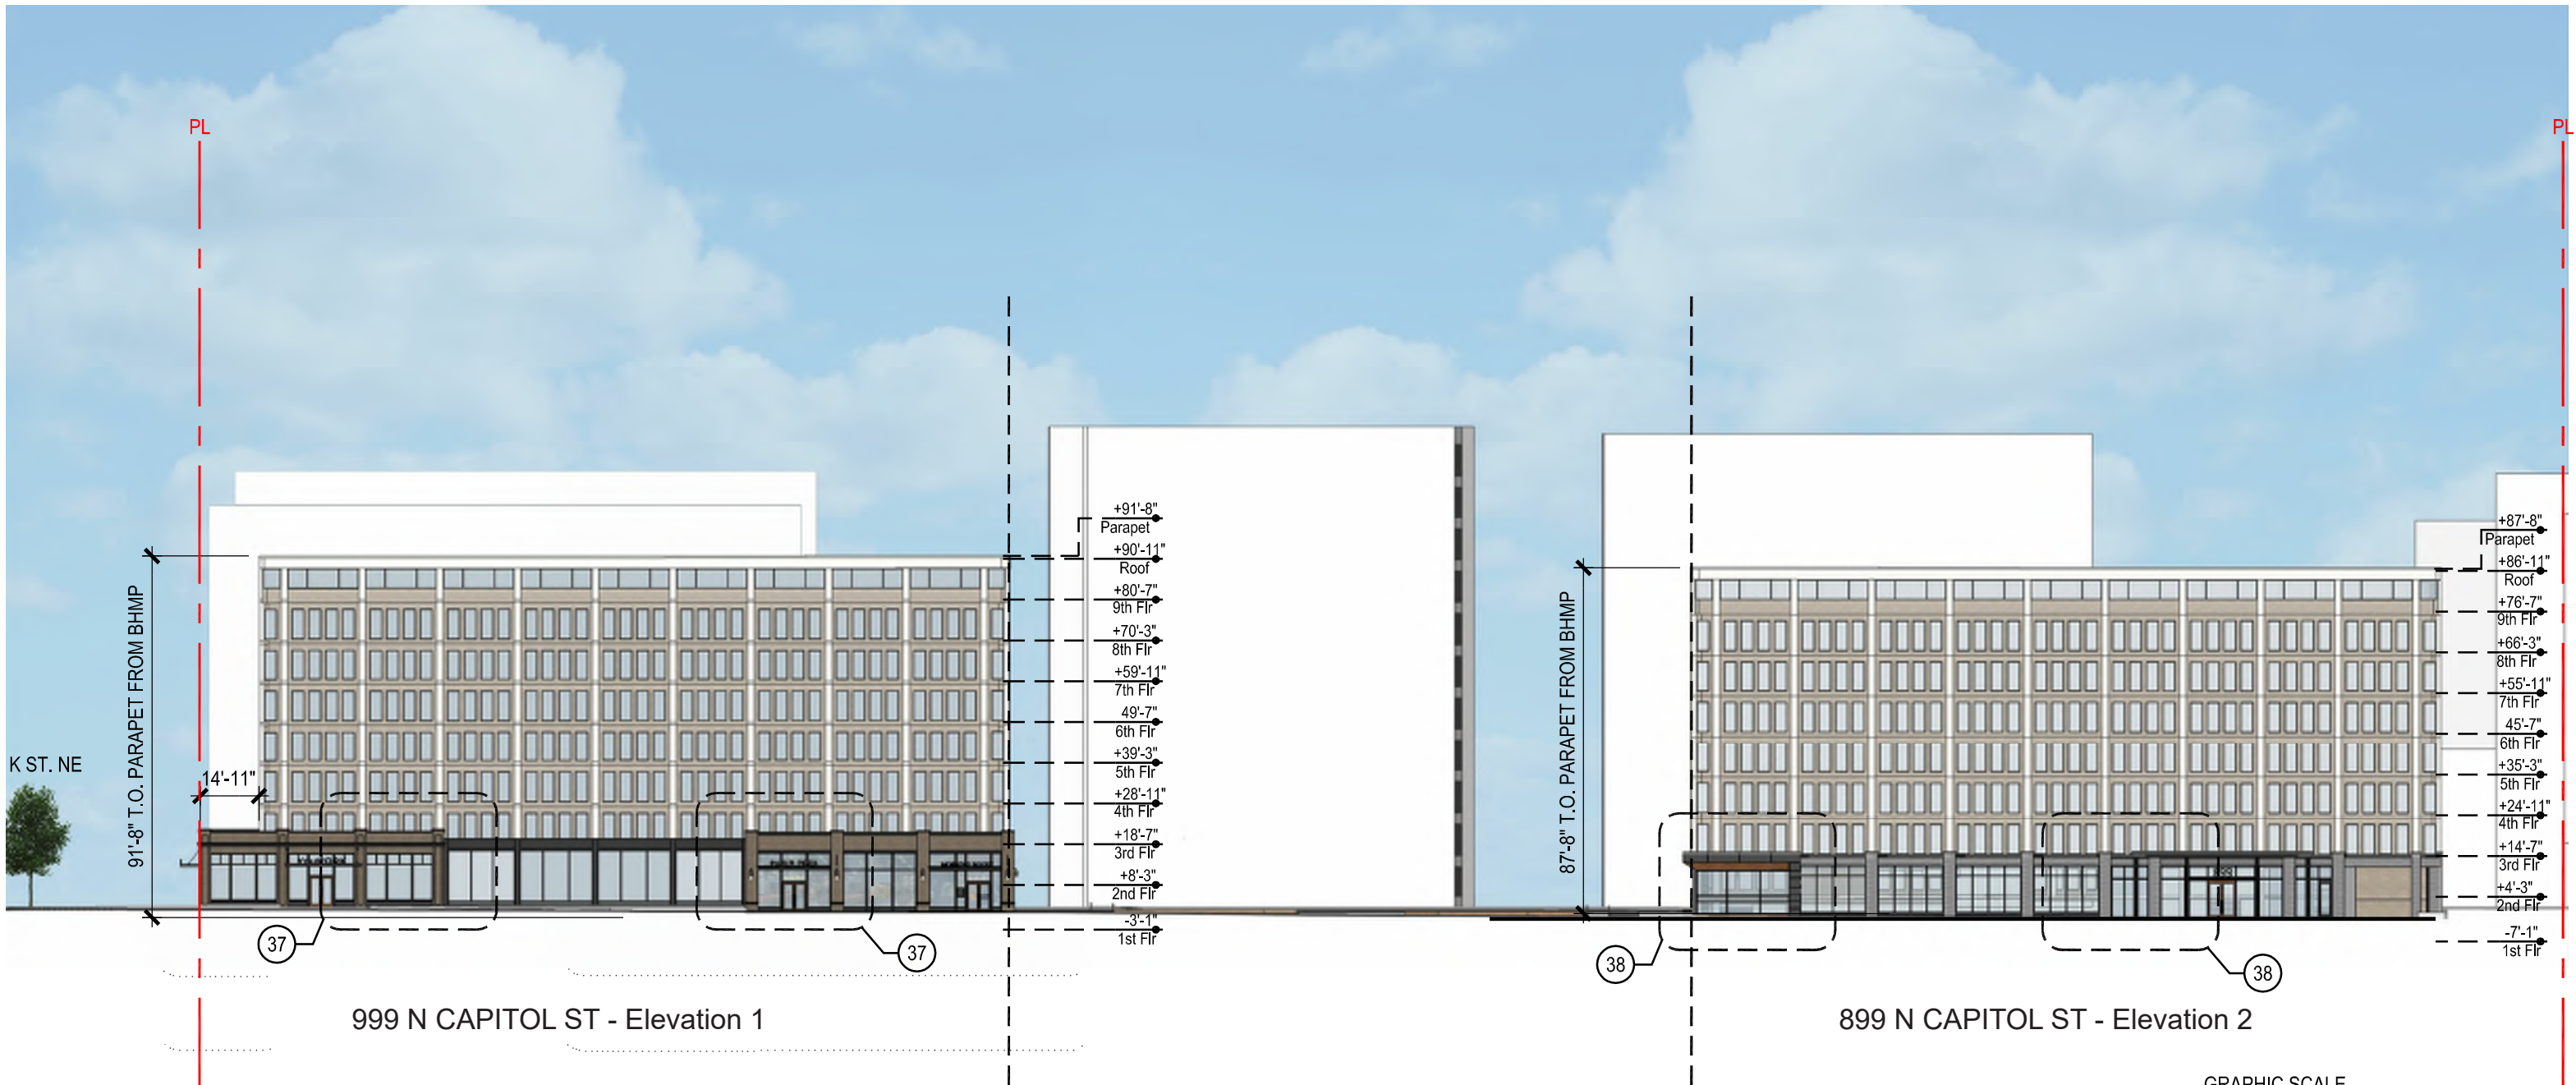 PL
PL
+91'-8"
Parapet
+90'-11"
Roof
+80'-7"
9th Flr
+70'-3"
8th Flr
+59'-11"
7th Flr
49'-7"
6th Flr
+39'-3"
5th Flr
+28'-11"
4th Flr
+18'-7"
3rd Flr
+8'-3"
2nd Flr
-3'-1"
1st Flr
91'-8" T.O. PARAPET FROM BHMP
K ST. NE
14'-11"
37
37
999 N CAPITOL ST - Elevation 1
+87'-8"
Parapet
+86'-11"
Roof
+76'-7"
9th Flr
+66'-3"
8th Flr
+55'-11"
7th Flr
45'-7"
6th Flr
+35'-3"
5th Flr
+24'-11"
4th Flr
+14'-7"
3rd Flr
+4'-3"
2nd Flr
-7'-1"
1st Flr
87'-8" T.O. PARAPET FROM BHMP
899
38
38
899 N CAPITOL ST - Elevation 2
GRAPHIC SCALE